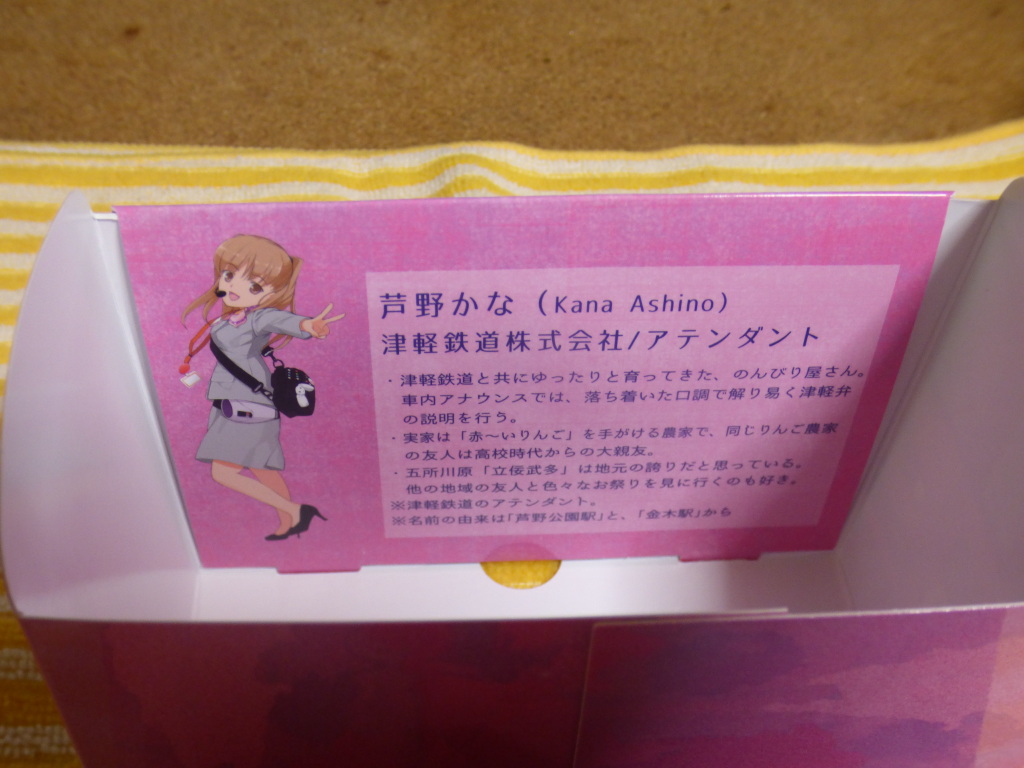 芦野かな (Kana Ashino)
津軽鉄道株式会社/アテンダント
・津軽鉄道と共にゆったりと育ってきた、のんびり屋さん。
車内アナウンスでは、落ち着いた口調で解り易く津軽弁
の説明を行う。
・実家は「赤〜いりんご」を手がける農家で、同じりんご農家
の友人は高校時代からの大親友。
・五所川原「立佞武多」は地元の誇りだと思っている。
他の地域の友人と色々なお祭りを見に行くのも好き。
※津軽鉄道のアテンダント。
※名前の由来は「芦野公園駅」と、「金木駅」から